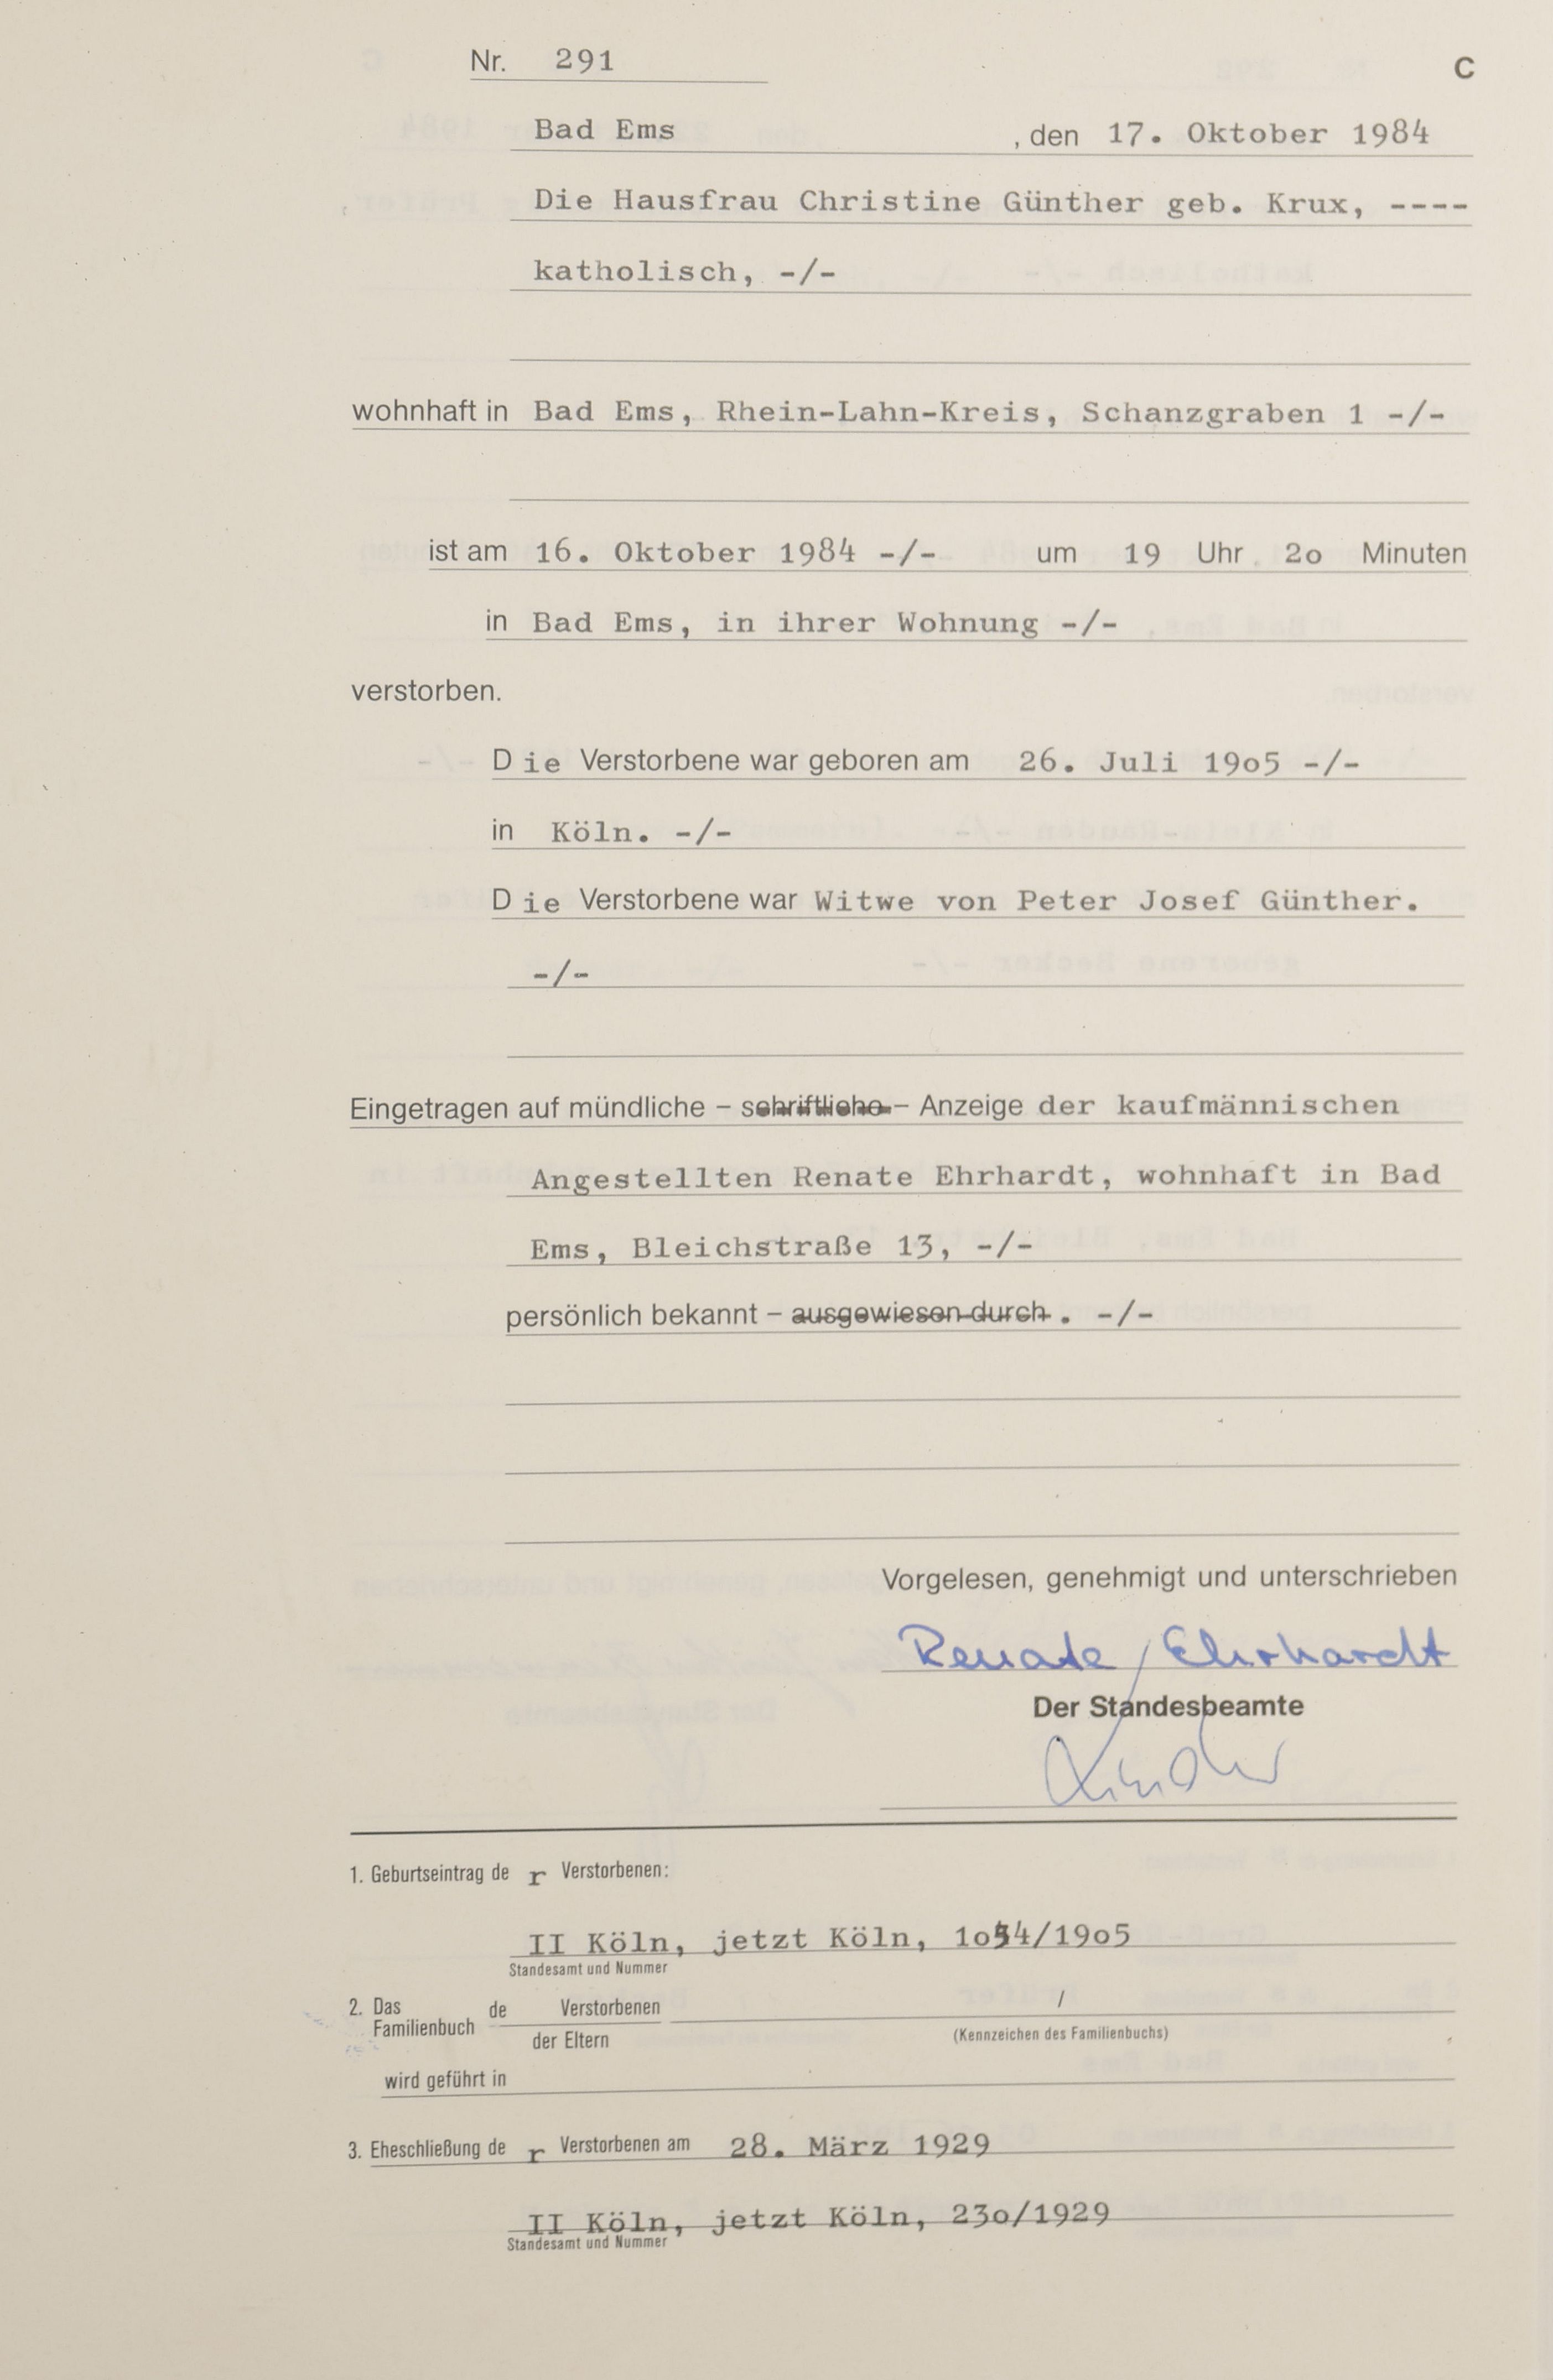 Nr. 291 C
Bad Ems , den 17. Oktober 1984
Die Hausfrau Christine Günther geb. Krux, ----
katholisch, -/-
wohnhaft in Bad Ems, Rhein-Lahn-Kreis, Schanzgraben 1 -/-
ist am 16. Oktober 1984 -/- um 19 Uhr 2o Minuten
in Bad Ems, in ihrer Wohnung -/-
verstorben.
Die Verstorbene war geboren am 26. Juli 19o5 -/-
in Köln. -/-
Die Verstorbene war Witwe von Peter Josef Günther.
-/-
Eingetragen auf mündliche – schriftliche – Anzeige der kaufmännischen
Angestellten Renate Ehrhardt, wohnhaft in Bad
Ems, Bleichstraße 13, -/-
persönlich bekannt – ausgewiesen durch . -/-
Vorgelesen, genehmigt und unterschrieben
Renate Ehrhardt
Der Standesbeamte
1. Geburtseintrag de r Verstorbenen:
II Köln, jetzt Köln, /19o5
Standesamt und Nummer
2. Das Familienbuch de Verstorbenen /
der Eltern (Kennzeichen des Familienbuchs)
wird geführt in
3. Eheschließung de r Verstorbenen am 28. März 1929
II Köln, jetzt Köln, 23o/1929
Standesamt und Nummer